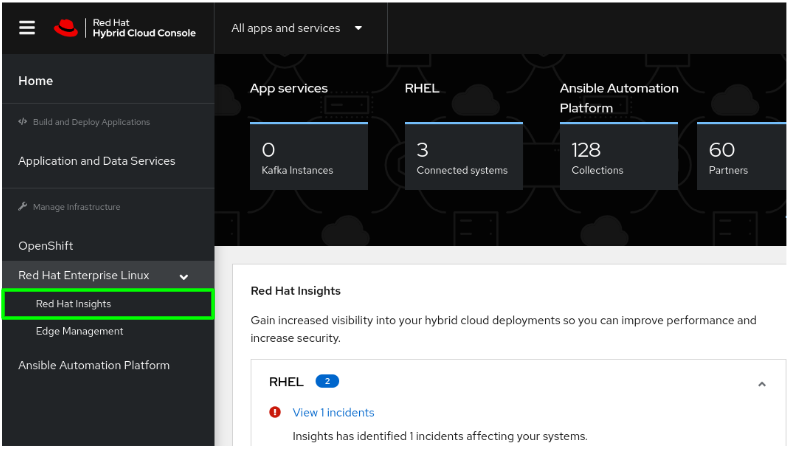 Red Hat
Hybrid Cloud Console
All apps and services
Home
Build and Deploy Applications
Application and Data Services
Manage Infrastructure
OpenShift
Red Hat Enterprise Linux
Red Hat Insights
Edge Management
Ansible Automation Platform
App services
0
Kafka Instances
RHEL
3
Connected systems
Ansible Automation
Platform
128
Collections
60
Partners
Red Hat Insights
Gain increased visibility into your hybrid cloud deployments so you can improve performance and
increase security.
RHEL 2
View 1 incidents
Insights has identified 1 incidents affecting your systems.